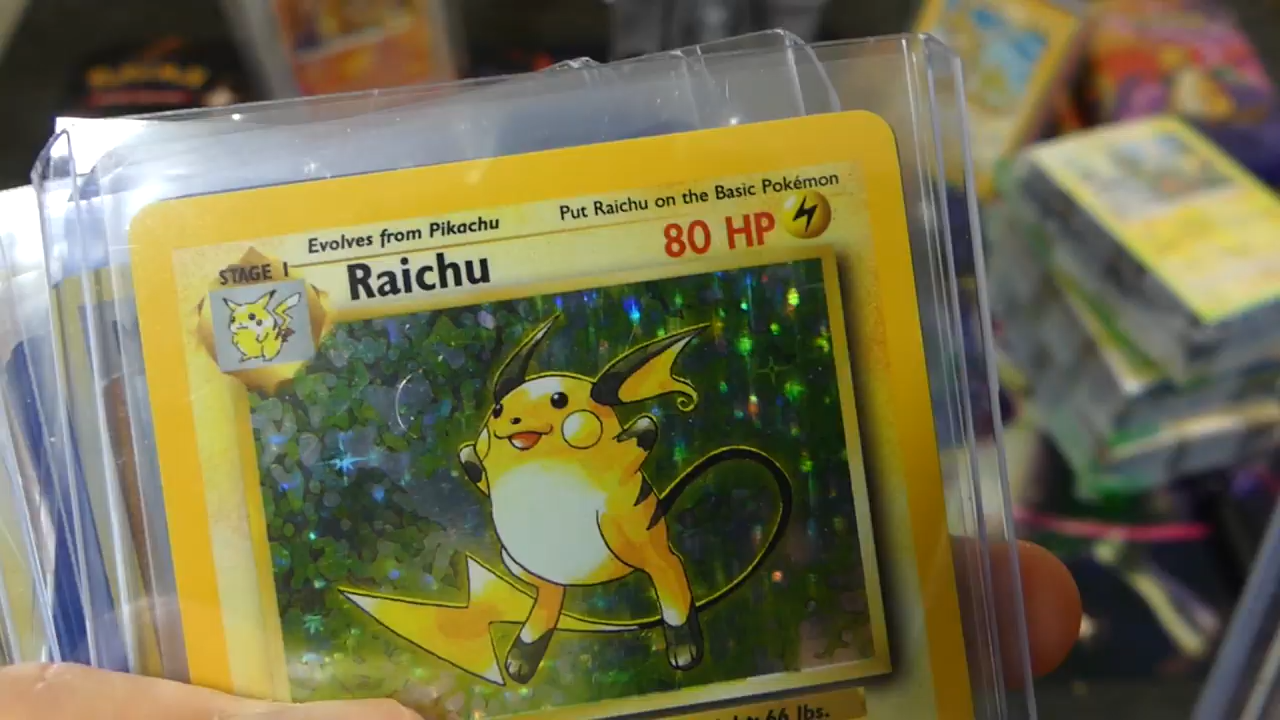 Evolves from Pikachu
Put Raichu on the Basic Pokémon
STAGE 1
Raichu
80 HP
66 lbs.